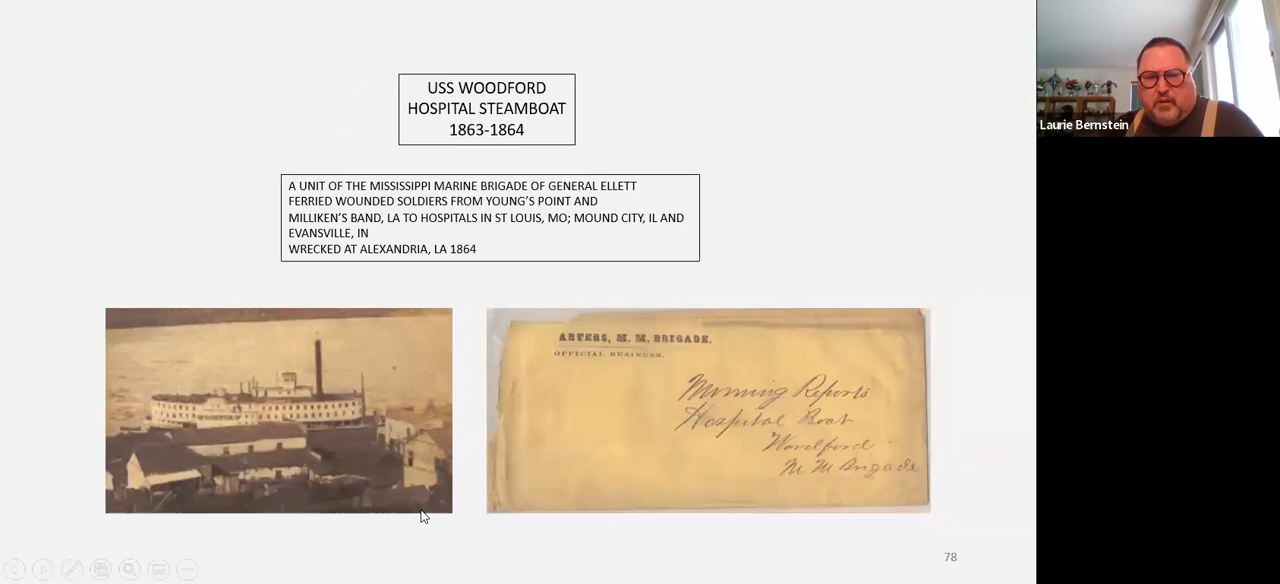 USS WOODFORD
HOSPITAL STEAMBOAT
1863-1864
A UNIT OF THE MISSISSIPPI MARINE BRIGADE OF GENERAL ELLETT
FERRIED WOUNDED SOLDIERS FROM YOUNG'S POINT AND
MILLIKEN'S BAND, LA TO HOSPITALS IN ST LOUIS, MO; MOUND CITY, IL AND
EVANSVILLE, IN
WRECKED AT ALEXANDRIA, LA 1864
M. M. BRIGADE.
OFFICIAL BUSINESS.
Morning Reports
Hospital Boat
Woodford
M M Brigade
78
Laurie Bernstein